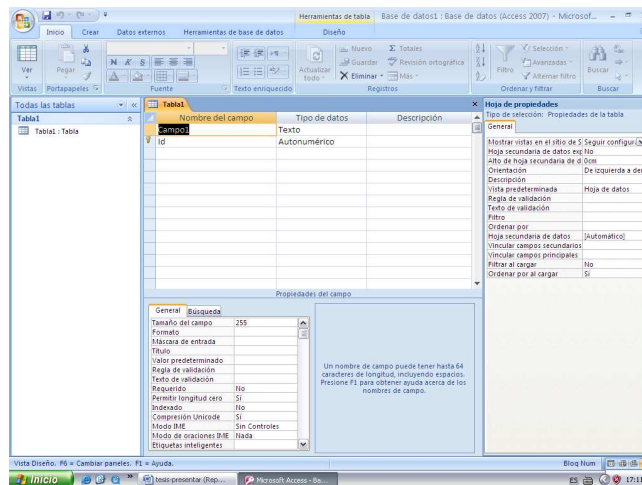 Herramientas de tabla Base de datos1 : Base de datos (Access 2007) - Microsof...
Inicio Crear Datos externos Herramientas de base de datos Diseño
Ver Pegar
N K S
Actualizar todo
Nuevo Σ Totales
Guardar Revisión ortográfica
Eliminar Más
Filtro
Selección
Avanzadas
Alternar filtro
Buscar
Vistas Portapapeles Fuente Texto enriquecido Registros Ordenar y filtrar Buscar
Todas las tablas
Tabla1
Tabla1 : Tabla
Tabla1
Nombre del campo Tipo de datos Descripción
Campo1 Texto
Id Autonumérico
Propiedades del campo
General Búsqueda
Tamaño del campo 255
Formato
Máscara de entrada
Título
Valor predeterminado
Regla de validación
Texto de validación
Requerido No
Permitir longitud cero Sí
Indexado No
Compresión Unicode Sí
Modo IME Sin Controles
Modo de oraciones IME Nada
Etiquetas inteligentes
Un nombre de campo puede tener hasta 64
caracteres de longitud, incluyendo espacios.
Presione F1 para obtener ayuda acerca de los
nombres de campo.
Hoja de propiedades
Tipo de selección: Propiedades de la tabla
General
Mostrar vistas en el sitio de S Seguir configura
Hoja secundaria de datos exp No
Alto de hoja secundaria de d 0cm
Orientación De izquierda a der
Descripción
Vista predeterminada Hoja de datos
Regla de validación
Texto de validación
Filtro
Ordenar por
Hoja secundaria de datos [Automático]
Vincular campos secundarios
Vincular campos principales
Filtrar al cargar No
Ordenar por al cargar Sí
Vista Diseño. F6 = Cambiar paneles. F1 = Ayuda. Bloq Num
Inicio tesis-presentar (Rep... Microsoft Access - Ba... ES